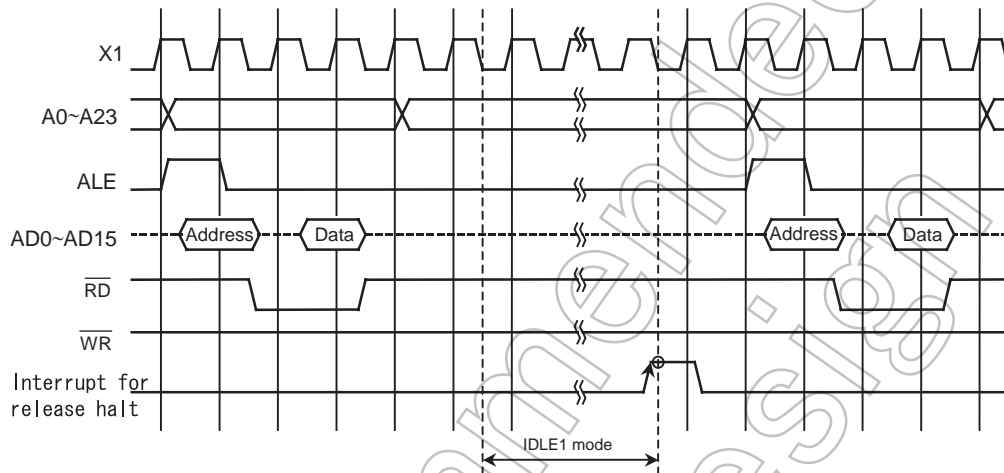 X1
A0~A23
ALE
AD0~AD15
Address
Data
Address
Data
RD
WR
Interrupt for
release halt
IDLE1 mode